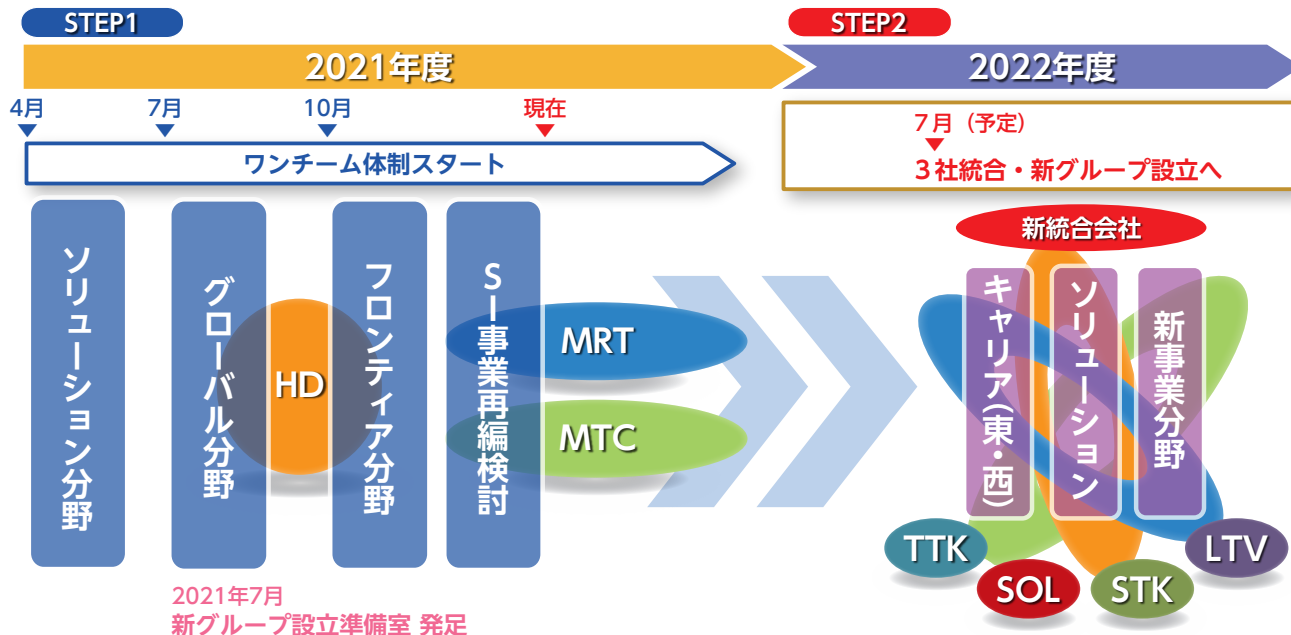 STEP1
STEP2
2021年度
2022年度
4月
7月
10月
現在
7月（予定）
ワンチーム体制スタート
3社統合・新グループ設立へ
ソリューション分野
グローバル分野
HD
フロンティア分野
SI事業再編検討
MRT
MTC
新統合会社
キャリア(東・西)
ソリューション
新事業分野
TTK
SOL
STK
LTV
2021年7月
新グループ設立準備室 発足